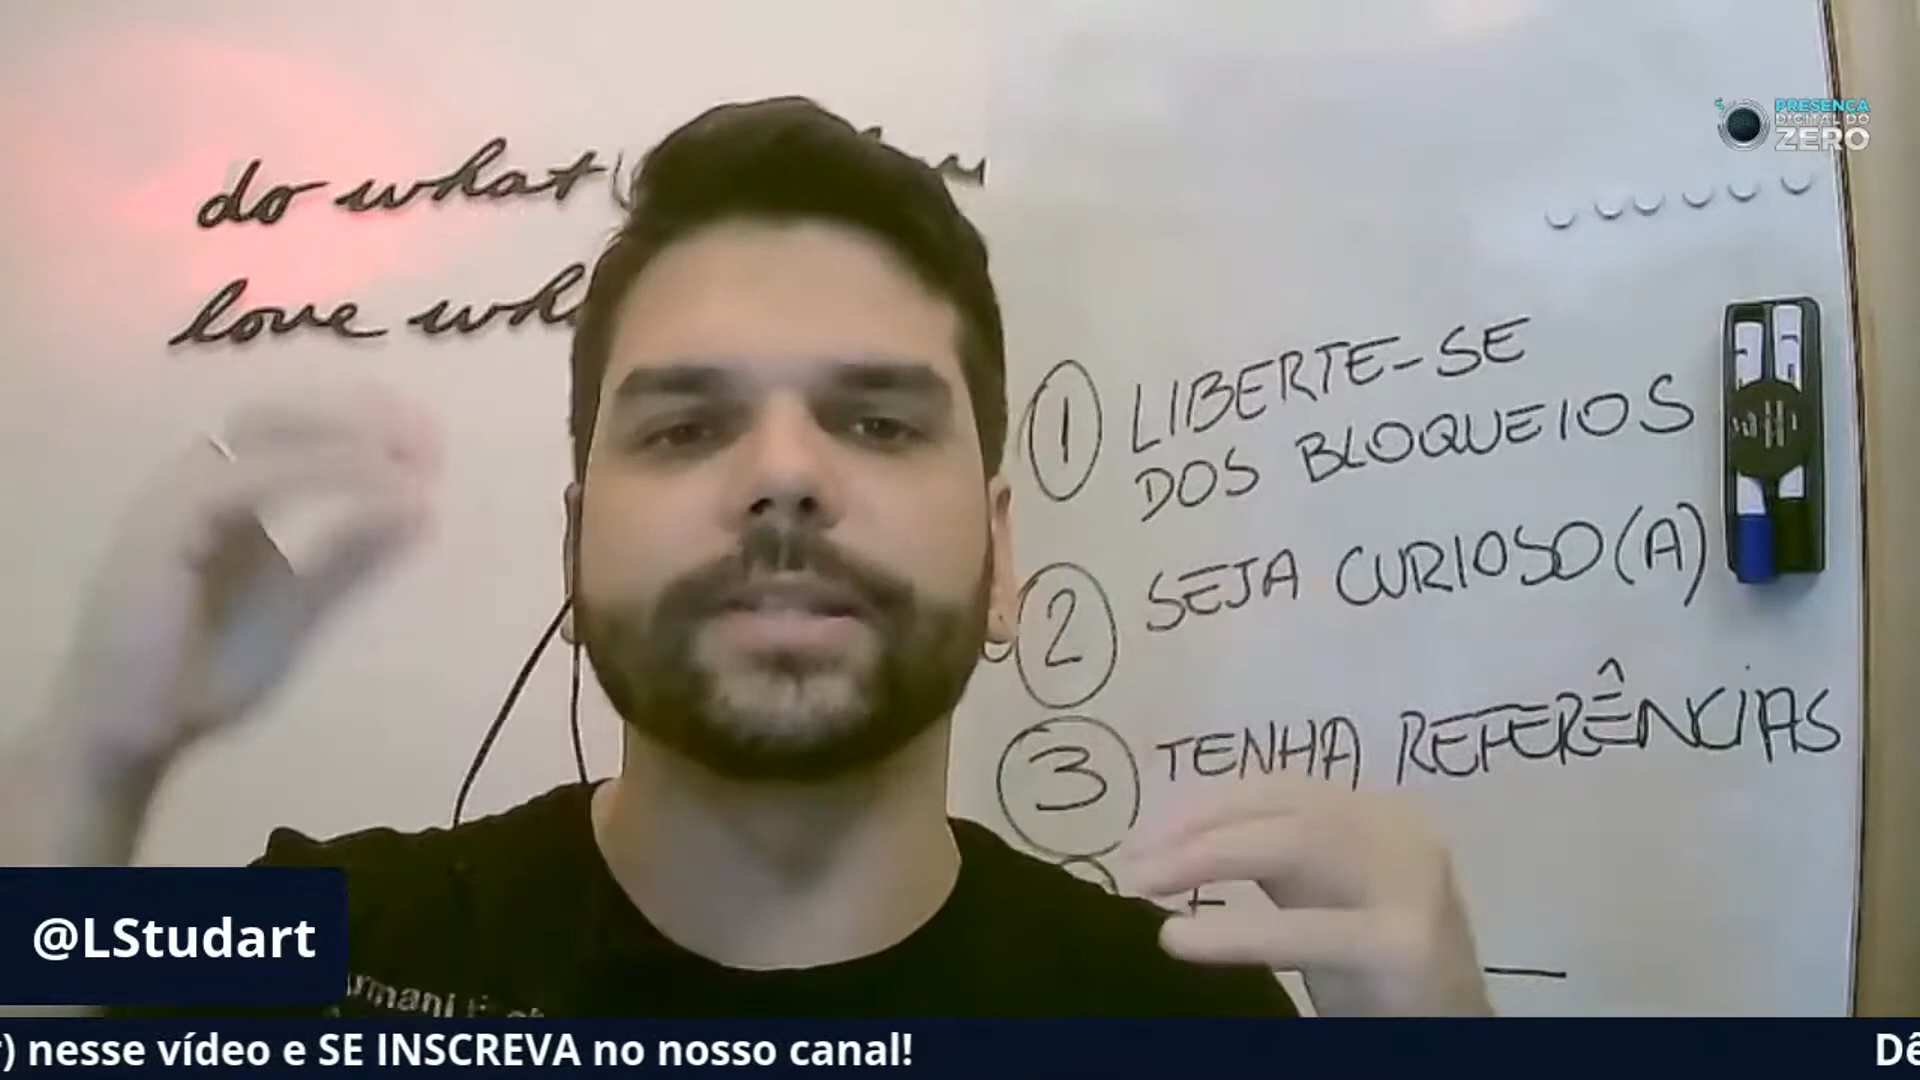 do what
love
PRESENÇA
DIGITAL DO
ZERO
1 LIBERTE-SE
DOS BLOQUEIOS
2 SEJA CURIOSO(A)
3 TENHA REFERÊNCIAS
@LStudart
) nesse vídeo e SE INSCREVA no nosso canal!
Dê